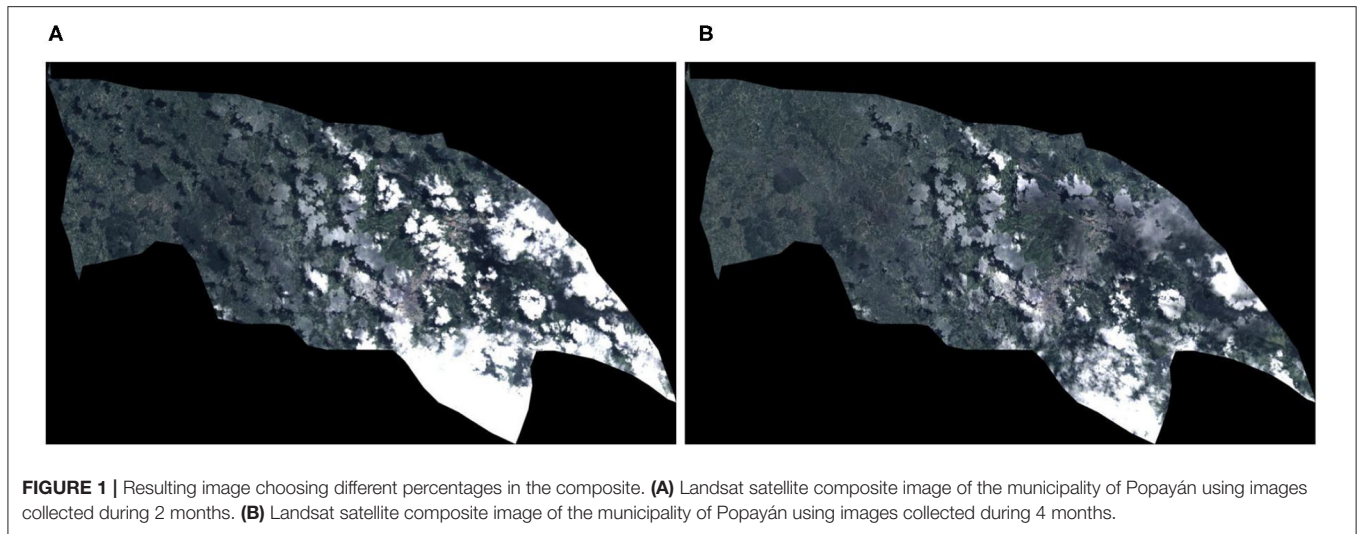 A
B
FIGURE 1 | Resulting image choosing different percentages in the composite. (A) Landsat satellite composite image of the municipality of Popayán using images
collected during 2 months. (B) Landsat satellite composite image of the municipality of Popayán using images collected during 4 months.